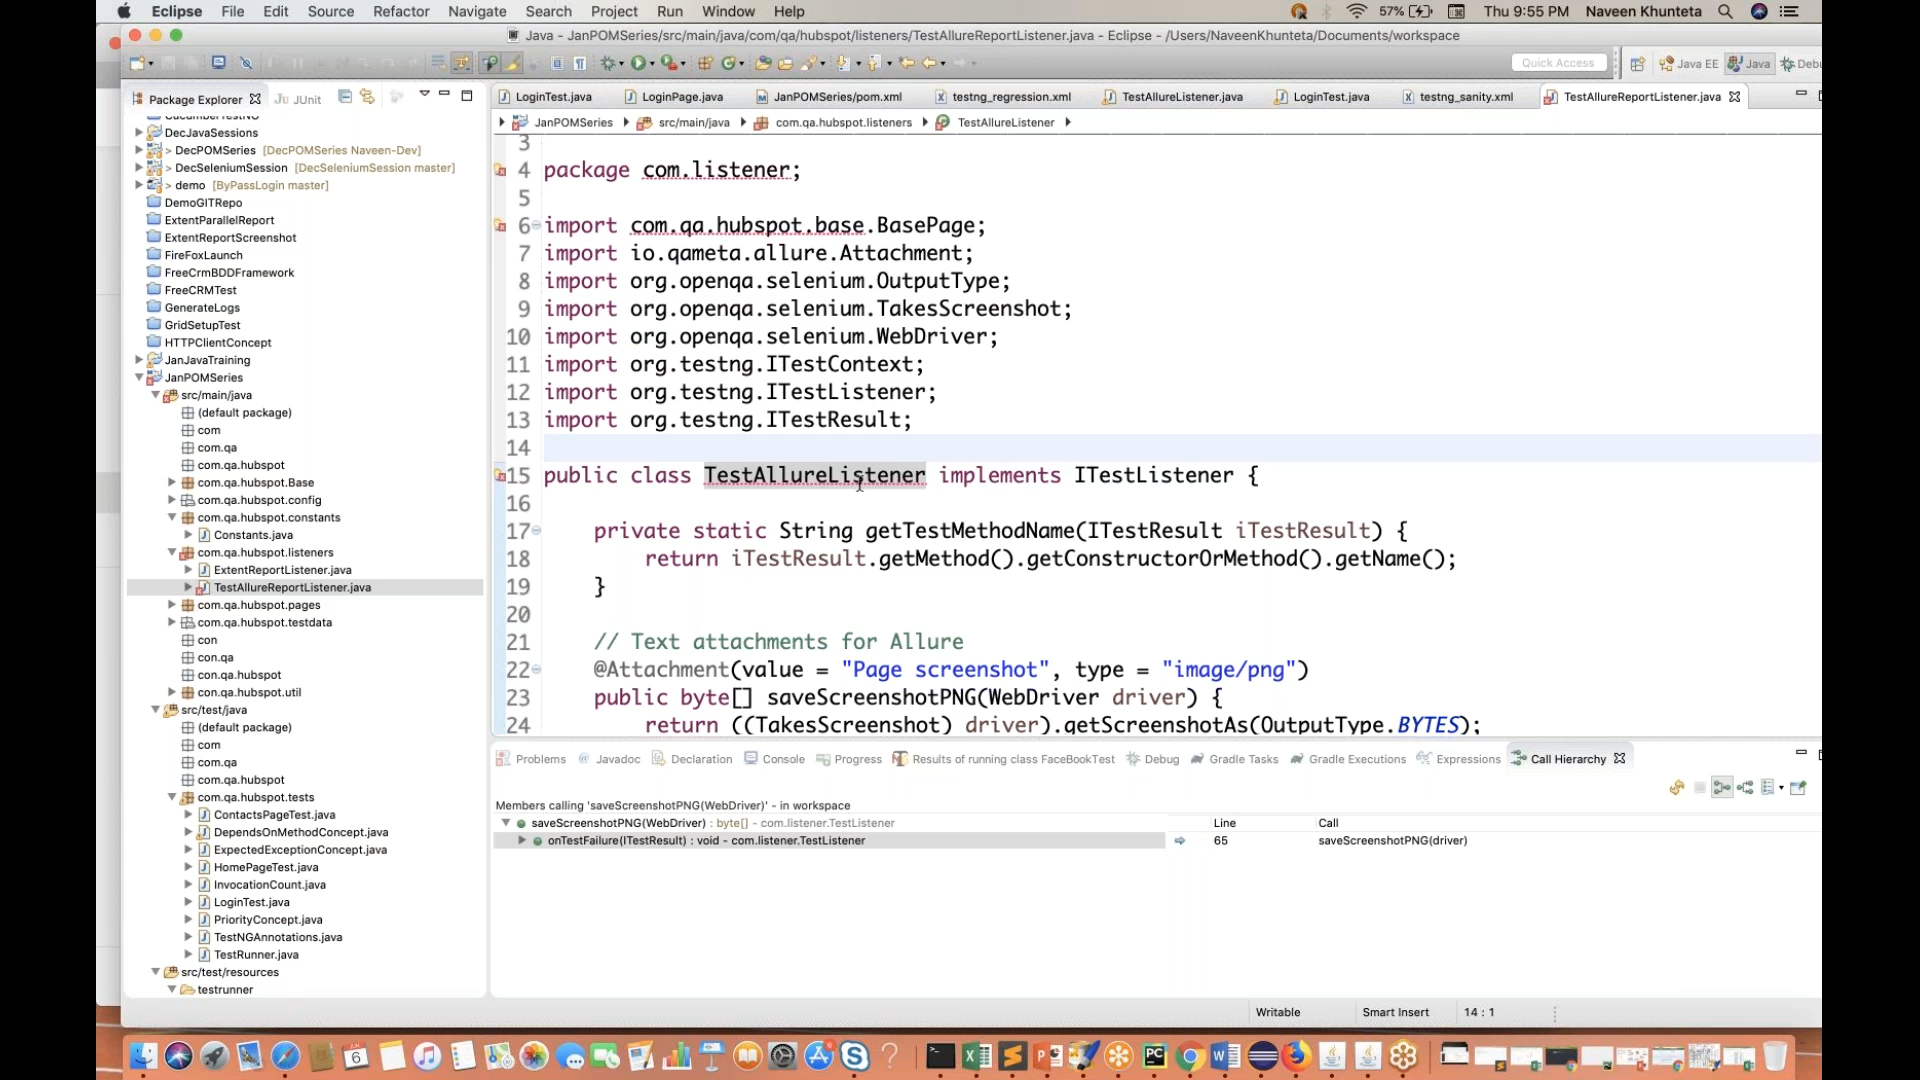 Eclipse File Edit Source Refactor Navigate Search Project Run Window Help 57% Thu 9:55 PM Naveen Khunteta
Java - JanPOMSeries/src/main/java/com/qa/hubspot/listeners/TestAllureReportListener.java - Eclipse - /Users/NaveenKhunteta/Documents/workspace
Quick Access Java EE Java Debu
Package Explorer JUnit
LoginTest.java LoginPage.java JanPOMSeries/pom.xml testng_regression.xml TestAllureListener.java LoginTest.java testng_sanity.xml TestAllureReportListener.java
JanPOMSeries src/main/java com.qa.hubspot.listeners TestAllureListener
DecJavaSessions
> DecPOMSeries [DecPOMSeries Naveen-Dev]
> DecSeleniumSession [DecSeleniumSession master]
> demo [ByPassLogin master]
DemoGITRepo
ExtentParallelReport
ExtentReportScreenshot
FireFoxLaunch
FreeCrmBDDFramework
FreeCRMTest
GenerateLogs
GridSetupTest
HTTPClientConcept
JanJavaTraining
JanPOMSeries
src/main/java
(default package)
com
com.qa
com.qa.hubspot
com.qa.hubspot.Base
com.qa.hubspot.config
com.qa.hubspot.constants
Constants.java
com.qa.hubspot.listeners
ExtentReportListener.java
TestAllureReportListener.java
com.qa.hubspot.pages
com.qa.hubspot.testdata
con
con.qa
con.qa.hubspot
con.qa.hubspot.util
src/test/java
(default package)
com
com.qa
com.qa.hubspot
com.qa.hubspot.tests
ContactsPageTest.java
DependsOnMethodConcept.java
ExpectedExceptionConcept.java
HomePageTest.java
InvocationCount.java
LoginTest.java
PriorityConcept.java
TestNGAnnotations.java
TestRunner.java
src/test/resources
testrunner
3
4 package com.listener;
5
6 import com.qa.hubspot.base.BasePage;
7 import io.qameta.allure.Attachment;
8 import org.openqa.selenium.OutputType;
9 import org.openqa.selenium.TakesScreenshot;
10 import org.openqa.selenium.WebDriver;
11 import org.testng.ITestContext;
12 import org.testng.ITestListener;
13 import org.testng.ITestResult;
14
15 public class TestAllureListener implements ITestListener {
16
17 private static String getTestMethodName(ITestResult iTestResult) {
18 return iTestResult.getMethod().getConstructorOrMethod().getName();
19 }
20
21 // Text attachments for Allure
22 @Attachment(value = "Page screenshot", type = "image/png")
23 public byte[] saveScreenshotPNG(WebDriver driver) {
24 return ((TakesScreenshot) driver).getScreenshotAs(OutputType.BYTES);
Problems Javadoc Declaration Console Progress Results of running class FaceBookTest Debug Gradle Tasks Gradle Executions Expressions Call Hierarchy
Members calling 'saveScreenshotPNG(WebDriver)' - in workspace
saveScreenshotPNG(WebDriver) : byte[] - com.listener.TestListener
onTestFailure(ITestResult) : void - com.listener.TestListener
Line Call
65 saveScreenshotPNG(driver)
Writable Smart Insert 14 : 1